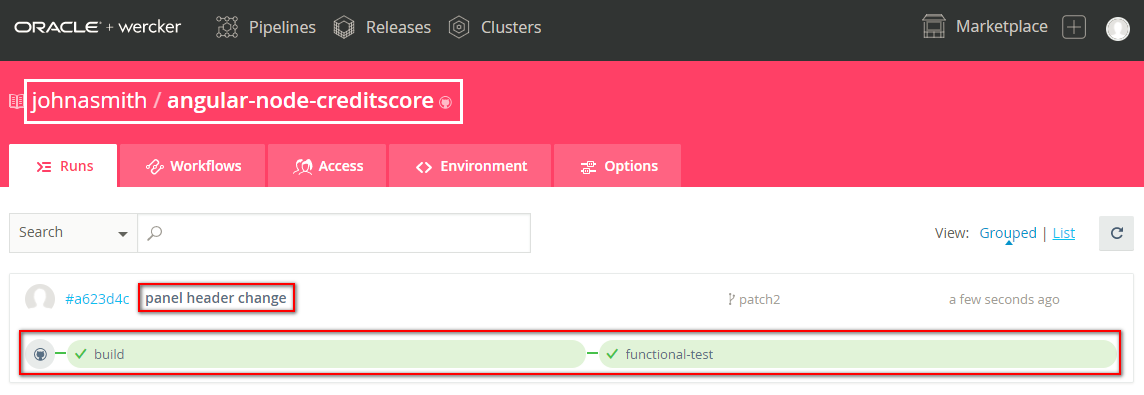 ORACLE + wercker Pipelines Releases Clusters Marketplace
johnasmith / angular-node-creditscore
Runs Workflows Access Environment Options
Search View: Grouped | List
#a623d4c panel header change patch2 a few seconds ago
build functional-test